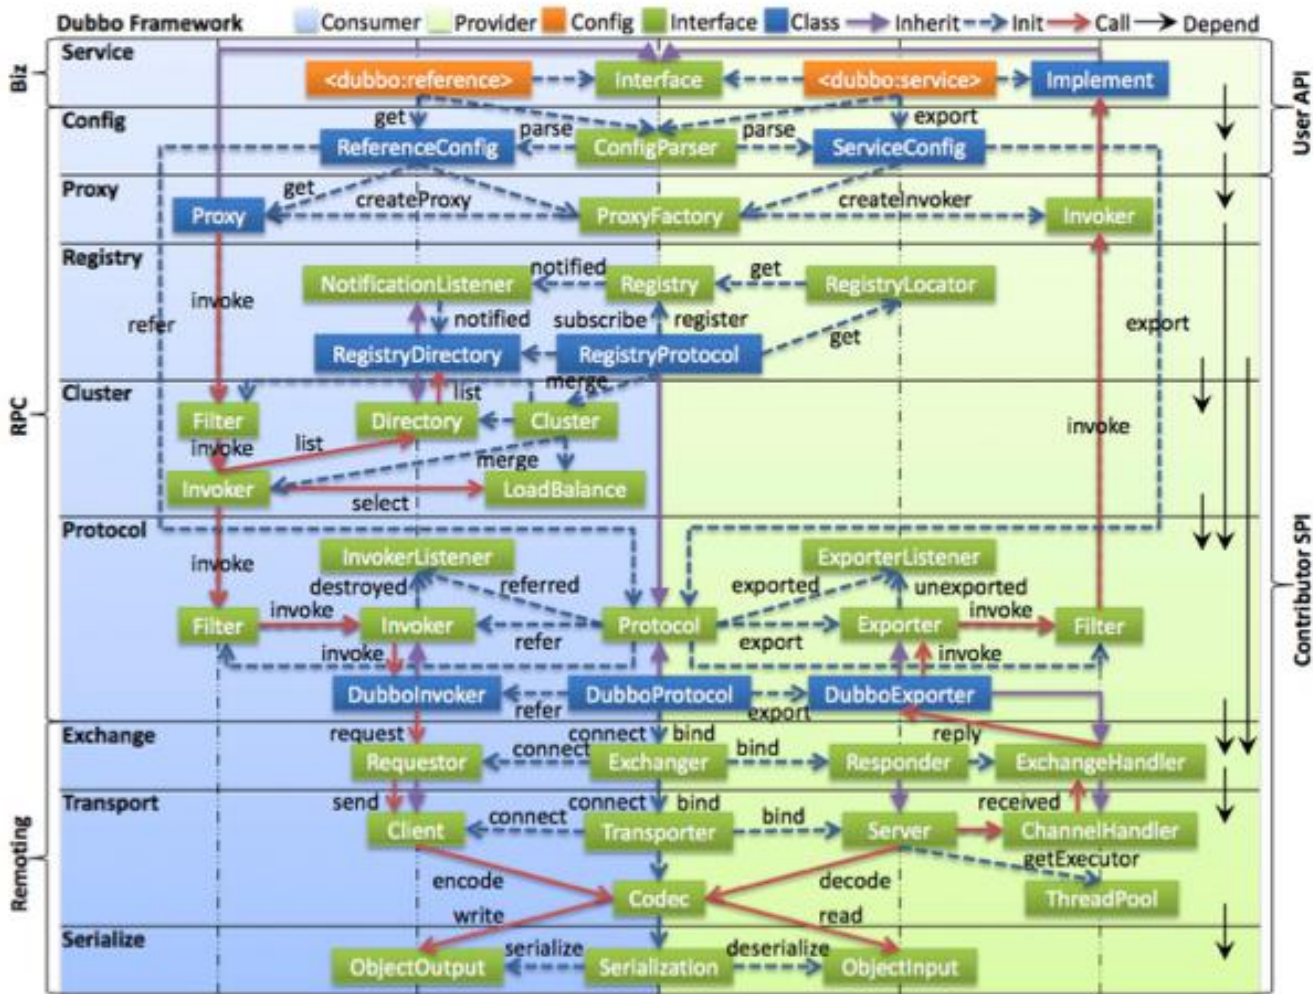 Dubbo Framework Consumer Provider Config Interface Class Inherit Init Call Depend
Service
Biz
<dubbo:reference> Interface <dubbo:service> Implement
User API
Config
get export
parse parse
ReferenceConfig ConfigParser ServiceConfig
Proxy
get
createProxy createInvoker
Proxy ProxyFactory Invoker
Registry
notified get
NotificationListener Registry RegistryLocator
invoke
refer notified subscribe register export
get
RegistryDirectory RegistryProtocol
RPC
Cluster
merge
list
Filter Directory Cluster
invoke list invoke
merge
Invoker LoadBalance
select
Contributor SPI
Protocol
InvokerListener ExporterListener
invoke
destroyed referred exported unexported
invoke invoke
Filter Invoker Protocol Exporter Filter
refer export
invoke invoke
DubboInvoker DubboProtocol DubboExporter
refer export
Exchange
request connect bind reply
connect bind
Requestor Exchanger Responder ExchangeHandler
Remoting
Transport
send connect bind received
connect bind
Client Transporter Server ChannelHandler
getExecutor
encode decode
Codec ThreadPool
write read
Serialize
serialize deserialize
ObjectOutput Serialization ObjectInput